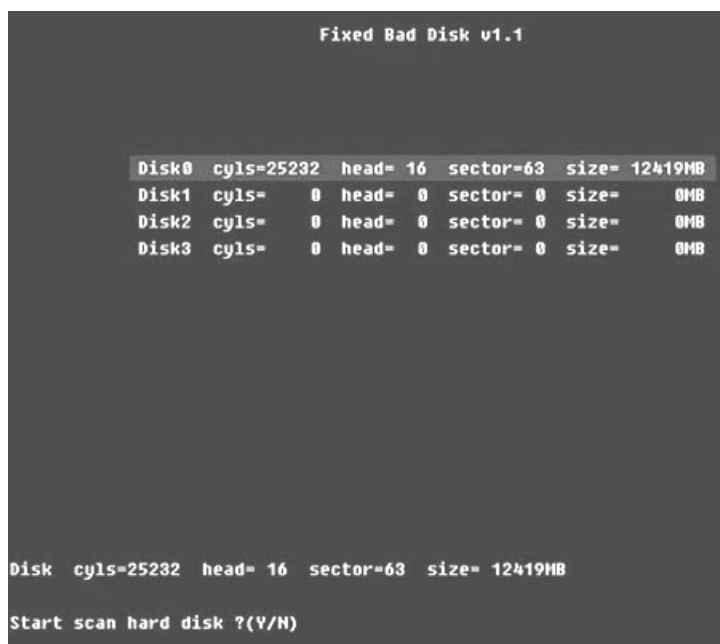 Fixed Bad Disk v1.1
Disk0 cyls=25232 head= 16 sector=63 size= 12419MB
Disk1 cyls= 0 head= 0 sector= 0 size= 0MB
Disk2 cyls= 0 head= 0 sector= 0 size= 0MB
Disk3 cyls= 0 head= 0 sector= 0 size= 0MB
Disk cyls=25232 head= 16 sector=63 size= 12419MB
Start scan hard disk ?(Y/N)